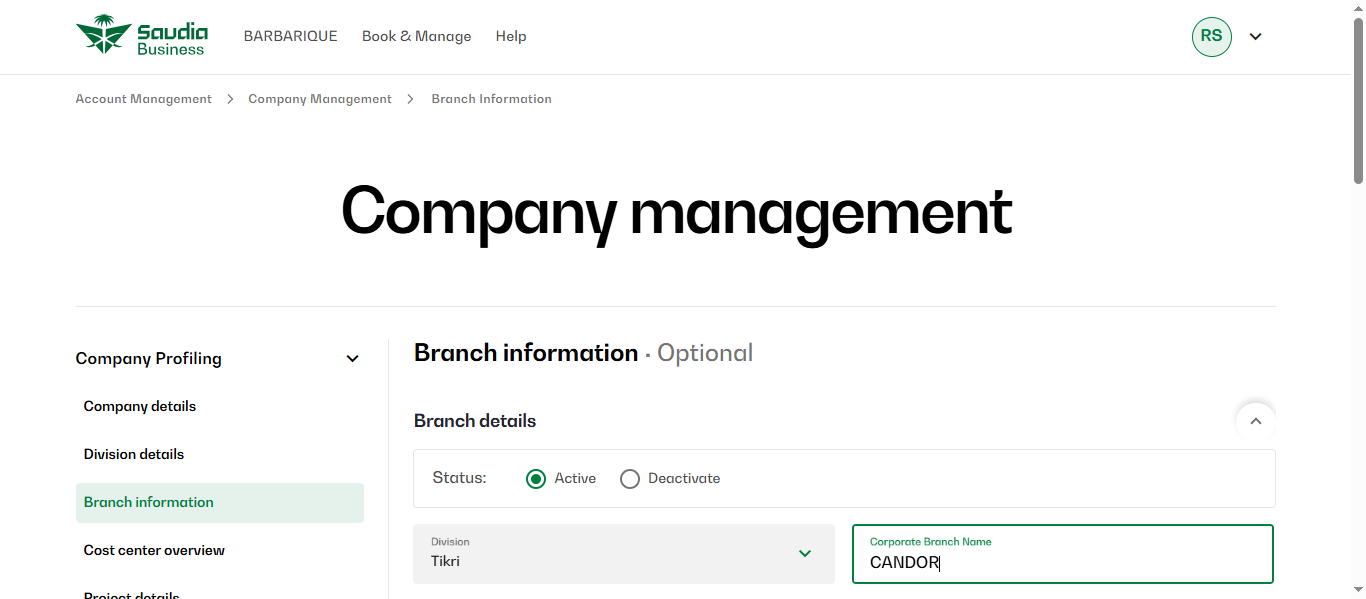 Saudia Business
BARBARIQUE
Book & Manage
Help
RS
Account Management
Company Management
Branch Information
Company management
Company Profiling
Company details
Division details
Branch information
Cost center overview
Project details
Branch information · Optional
Branch details
Status:
Active
Deactivate
Division
Tikri
Corporate Branch Name
CANDOR